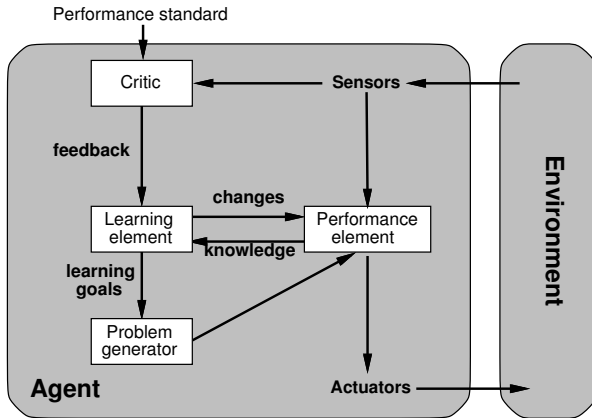 Performance standard
Critic
Sensors
feedback
changes
Learning
element
Performance
element
knowledge
learning
goals
Problem
generator
Agent
Actuators
Environment